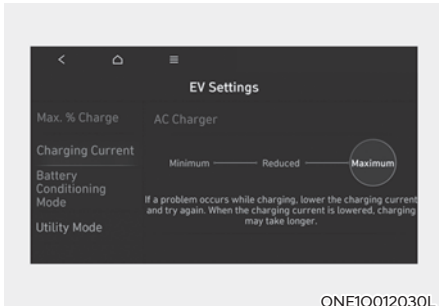 EV Settings
Max. % Charge
AC Charger
Charging Current
Minimum
Reduced
Maximum
Battery
Conditioning
Mode
If a problem occurs while charging, lower the charging current
and try again. When the charging current is lowered, charging
may take longer.
Utility Mode
ONE1Q012030L